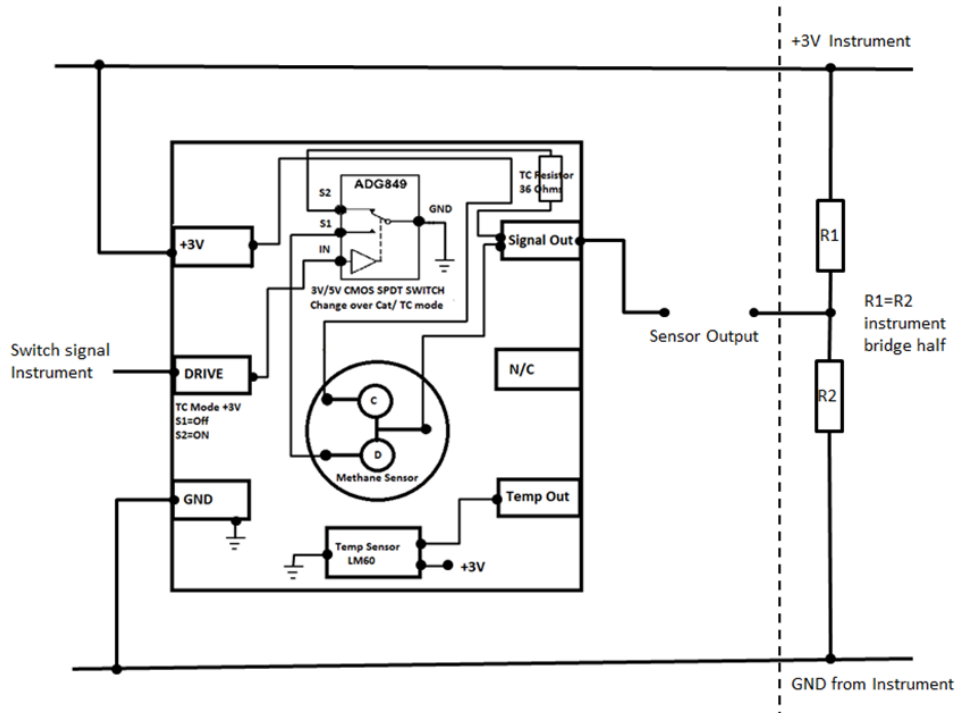 +3V Instrument
ADG849
TC Resistor
36 Ohms
S2
GND
S1
+3V
Signal Out
R1
IN
3V/5V CMOS SPDT SWITCH
Change over Cat/ TC mode
R1=R2
instrument
bridge half
Sensor Output
Switch signal
Instrument
DRIVE
N/C
TC Mode +3V
S1=Off
S2=ON
C
R2
D
Methane Sensor
GND
Temp Out
Temp Sensor
LM60
+3V
GND from Instrument